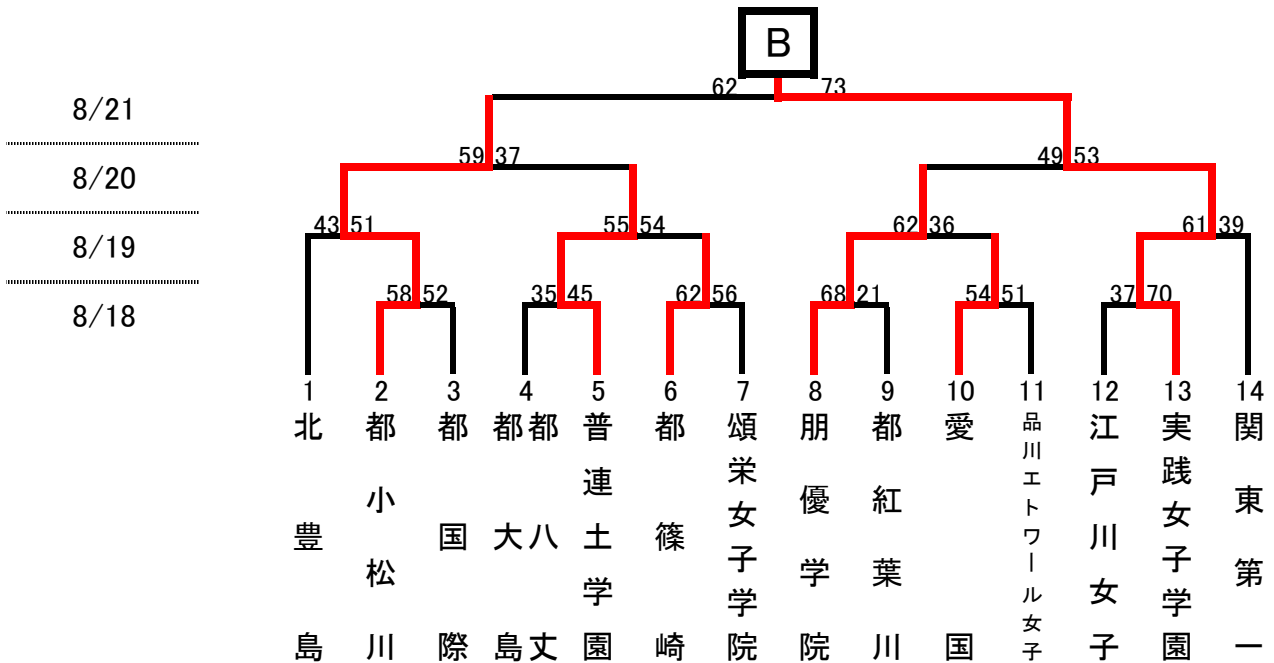 B
62 73
8/21
59 37 49 53
8/20
43 51 55 54 62 36 61 39
8/19
58 52 35 45 62 56 68 21 54 51 37 70
8/18
1 2 3 4 5 6 7 8 9 10 11 12 13 14
北豊島
都小松川
都国際
都大島
都八丈
普連土学園
都篠崎
頌栄女子学院
朋優学院
都紅葉川
愛国
品川エトワール女子
江戸川女子
実践女子学園
関東第一